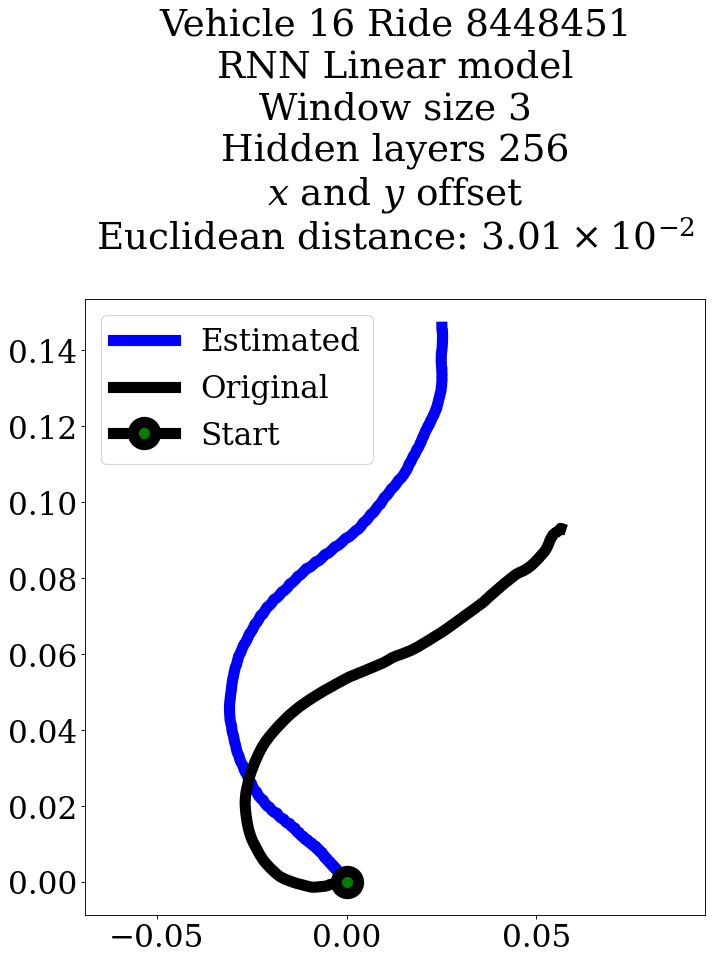 Vehicle 16 Ride 8448451
RNN Linear model
Window size 3
Hidden layers 256
x and y offset
Euclidean distance: 3.01 × 10⁻²
Estimated
Original
Start
0.14
0.12
0.10
0.08
0.06
0.04
0.02
0.00
−0.05 0.00 0.05